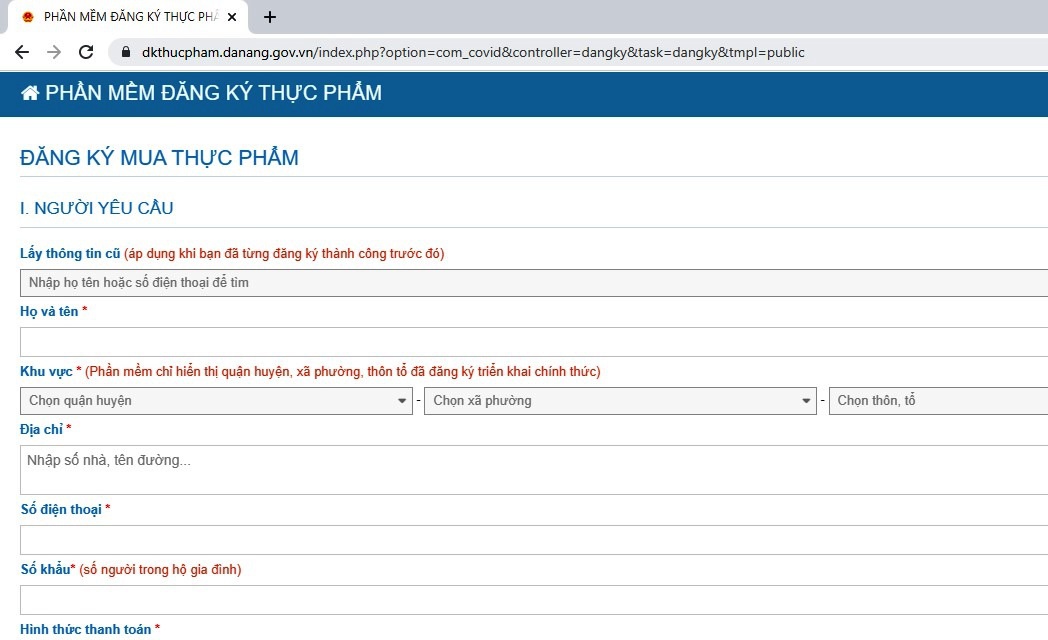 PHẦN MỀM ĐĂNG KÝ THỰC PHẨ
dkthucpham.danang.gov.vn/index.php?option=com_covid&controller=dangky&task=dangky&tmpl=public
PHẦN MỀM ĐĂNG KÝ THỰC PHẨM
ĐĂNG KÝ MUA THỰC PHẨM
I. NGƯỜI YÊU CẦU
Lấy thông tin cũ (áp dụng khi bạn đã từng đăng ký thành công trước đó)
Nhập họ tên hoặc số điện thoại để tìm
Họ và tên *
Khu vực * (Phần mềm chỉ hiển thị quận huyện, xã phường, thôn tổ đã đăng ký triển khai chính thức)
Chọn quận huyện - Chọn xã phường - Chọn thôn, tổ
Địa chỉ *
Nhập số nhà, tên đường...
Số điện thoại *
Số khẩu* (số người trong hộ gia đình)
Hình thức thanh toán *